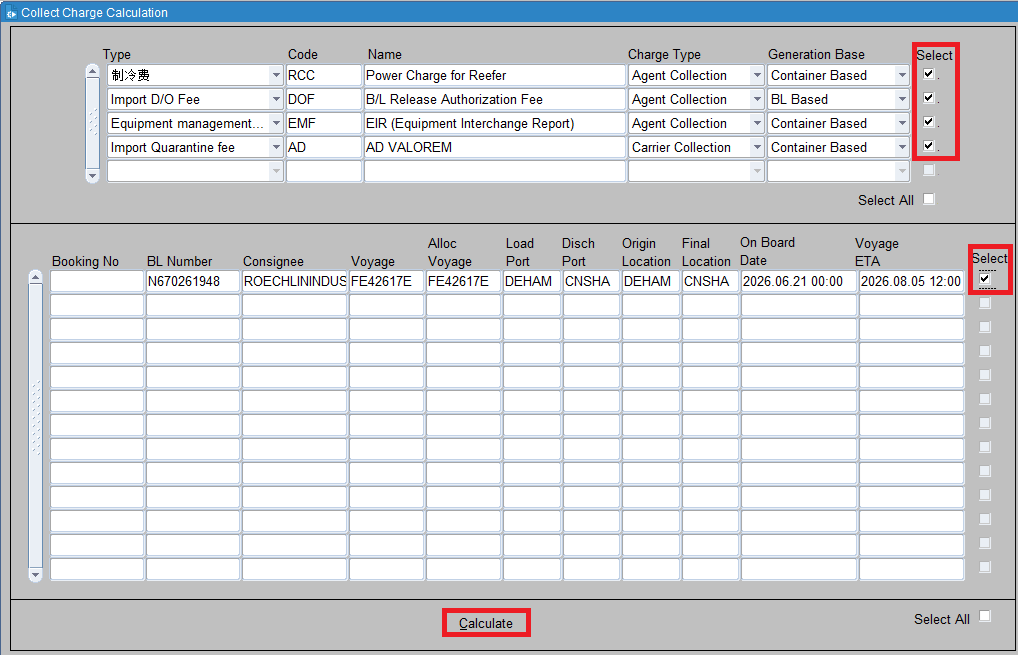 Collect Charge Calculation
Type Code Name Charge Type Generation Base Select
制冷费 RCC Power Charge for Reefer Agent Collection Container Based .
Import D/O Fee DOF B/L Release Authorization Fee Agent Collection BL Based .
Equipment management... EMF EIR (Equipment Interchange Report) Agent Collection Container Based .
Import Quarantine fee AD AD VALOREM Carrier Collection Container Based .
Select All
Booking No BL Number Consignee Voyage Alloc Voyage Load Port Disch Port Origin Location Final Location On Board Date Voyage ETA Select
N670261948 ROECHLININDUS FE42617E FE42617E DEHAM CNSHA DEHAM CNSHA 2026.06.21 00:00 2026.08.05 12:00
Calculate
Select All